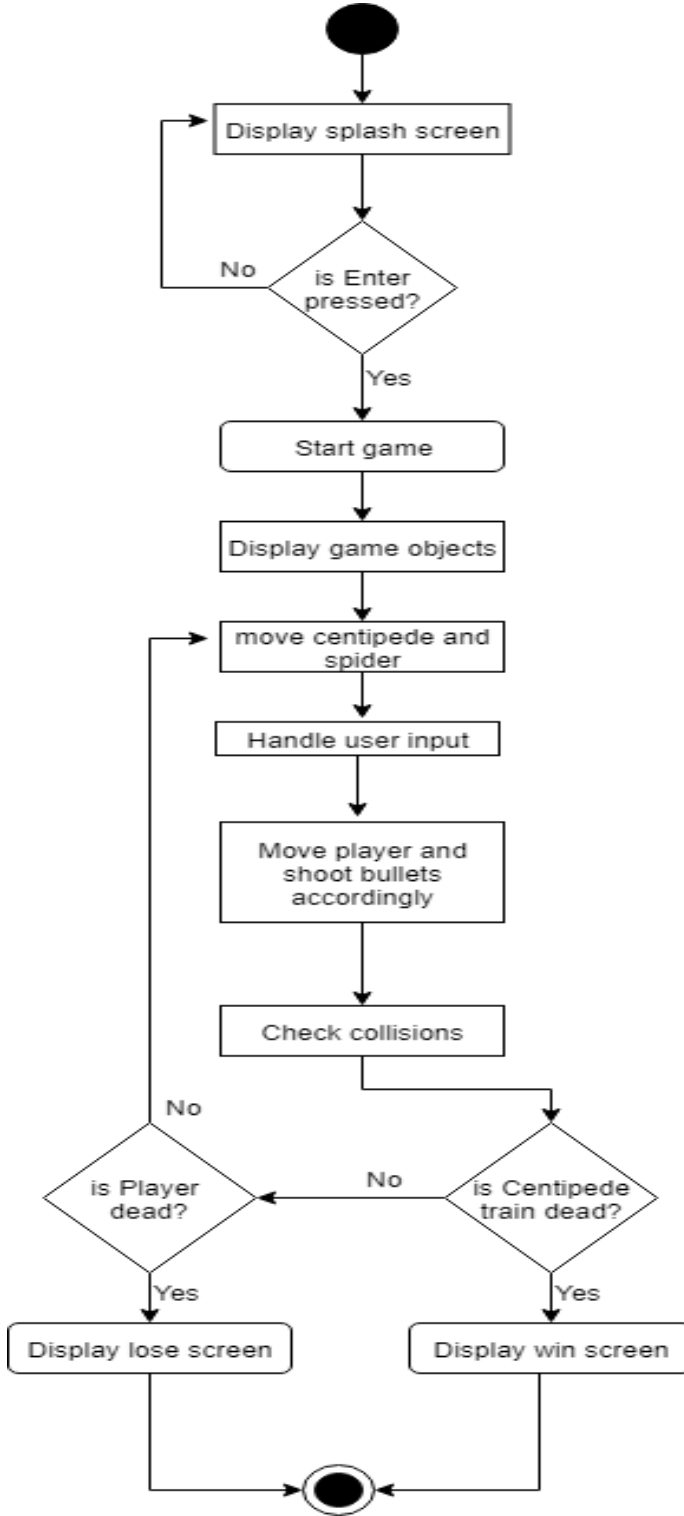 Display splash screen
No
is Enter
pressed?
Yes
Start game
Display game objects
move centipede and
spider
Handle user input
Move player and
shoot bullets
accordingly
Check collisions
No
is Player
dead?
No
is Centipede
train dead?
Yes
Yes
Display lose screen
Display win screen